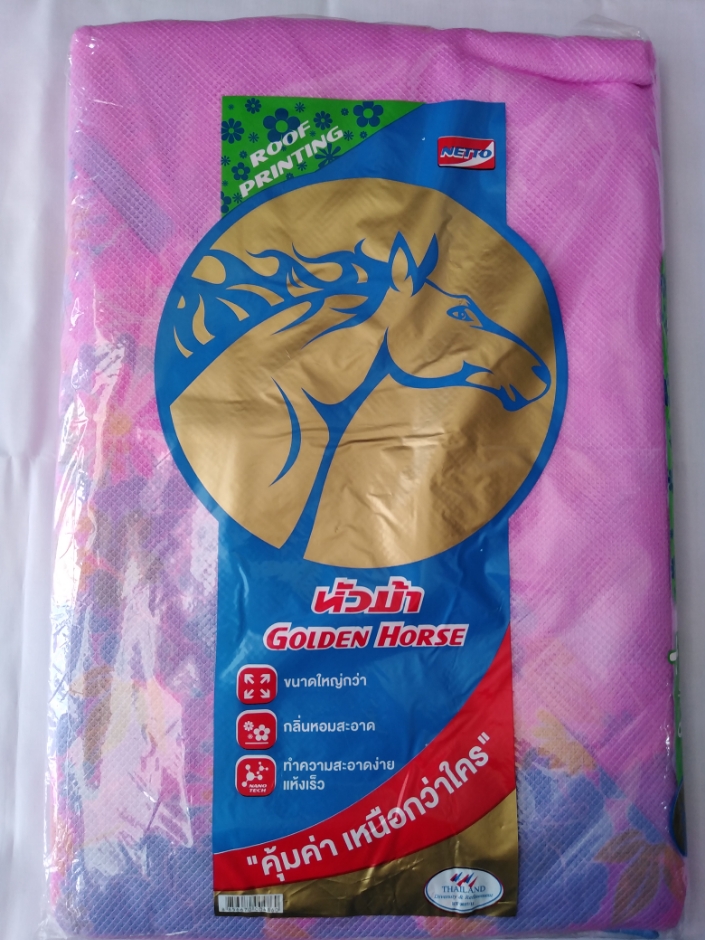 ROOF
PRINTING
NETTO
หัวม้า
GOLDEN HORSE
ขนาดใหญ่กว่า
กลิ่นหอมสะอาด
ทำความสะอาดง่าย
แห้งเร็ว
NANO
TECH
"คุ้มค่า เหนือกว่าใคร"
THAILAND